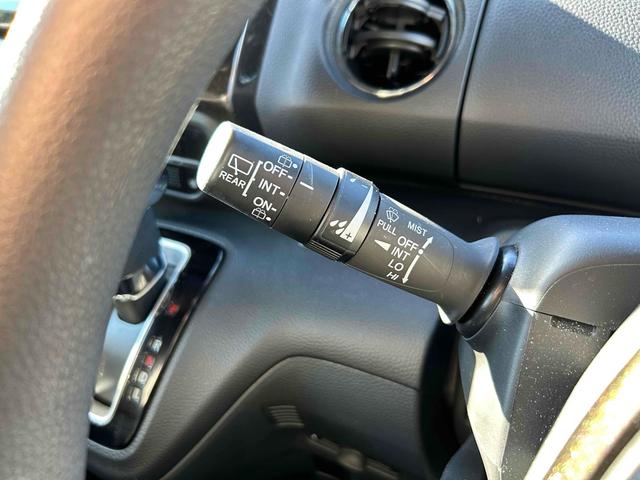 OFF
INT
REAR
ON
MIST
PULL
OFF
INT
LO
HI